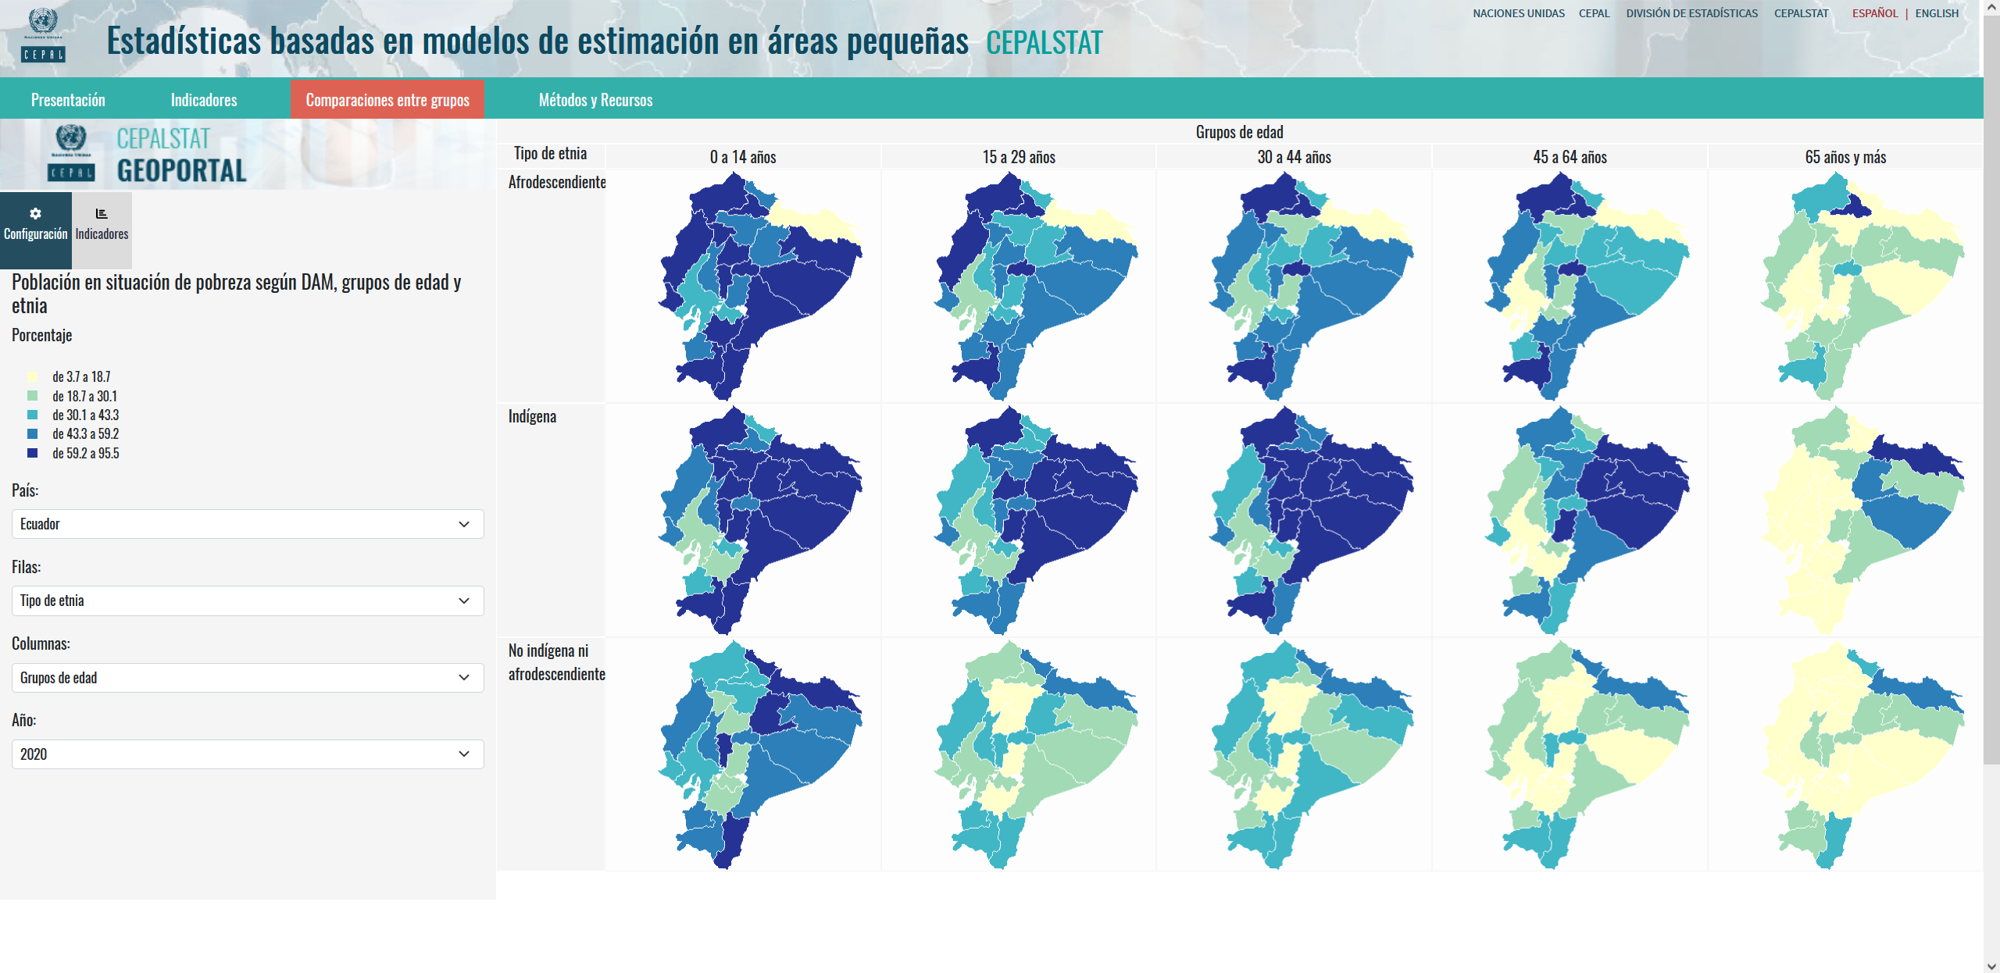 NACIONES UNIDAS CEPAL DIVISIÓN DE ESTADÍSTICAS CEPALSTAT ESPAÑOL | ENGLISH
NACIONES UNIDAS
CEPAL
Estadísticas basadas en modelos de estimación en áreas pequeñas CEPALSTAT
Presentación Indicadores Comparaciones entre grupos Métodos y Recursos
NACIONES UNIDAS
CEPAL
CEPALSTAT
GEOPORTAL
Configuración Indicadores
Población en situación de pobreza según DAM, grupos de edad y
etnia
Porcentaje
de 3.7 a 18.7
de 18.7 a 30.1
de 30.1 a 43.3
de 43.3 a 59.2
de 59.2 a 95.5
País:
Ecuador
Filas:
Tipo de etnia
Columnas:
Grupos de edad
Año:
2020
Grupos de edad
Tipo de etnia 0 a 14 años 15 a 29 años 30 a 44 años 45 a 64 años 65 años y más
Afrodescendiente
Indígena
No indígena ni
afrodescendiente